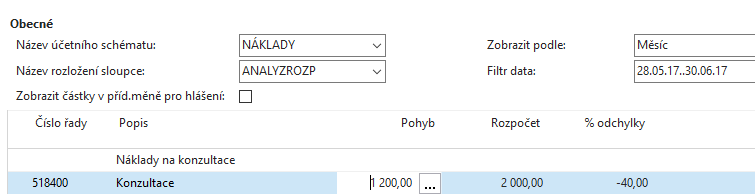 Obecné
Název účetního schématu: NÁKLADY Zobrazit podle: Měsíc
Název rozložení sloupce: ANALYZROZP Filtr data: 28.05.17..30.06.17
Zobrazit částky v příd.měně pro hlášení:
Číslo řady Popis Pohyb Rozpočet % odchylky
Náklady na konzultace
518400 Konzultace 1 200,00 ... 2 000,00 -40,00